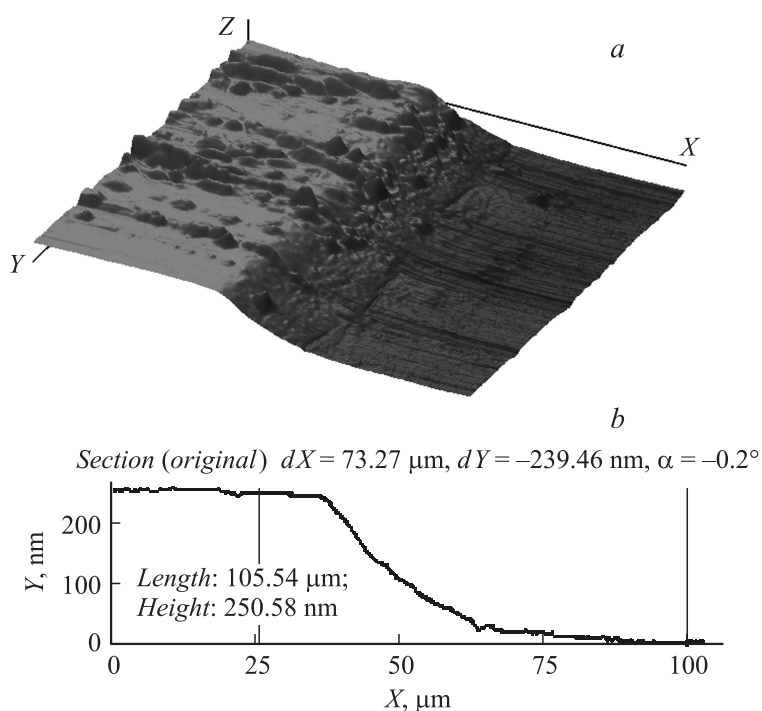 Z
a
X
Y
b
Section (original) dX = 73.27 μm, dY = –239.46 nm, α = –0.2°
200
Y, nm
Length: 105.54 μm;
100
Height: 250.58 nm
0
0 25 50 75 100
X, μm